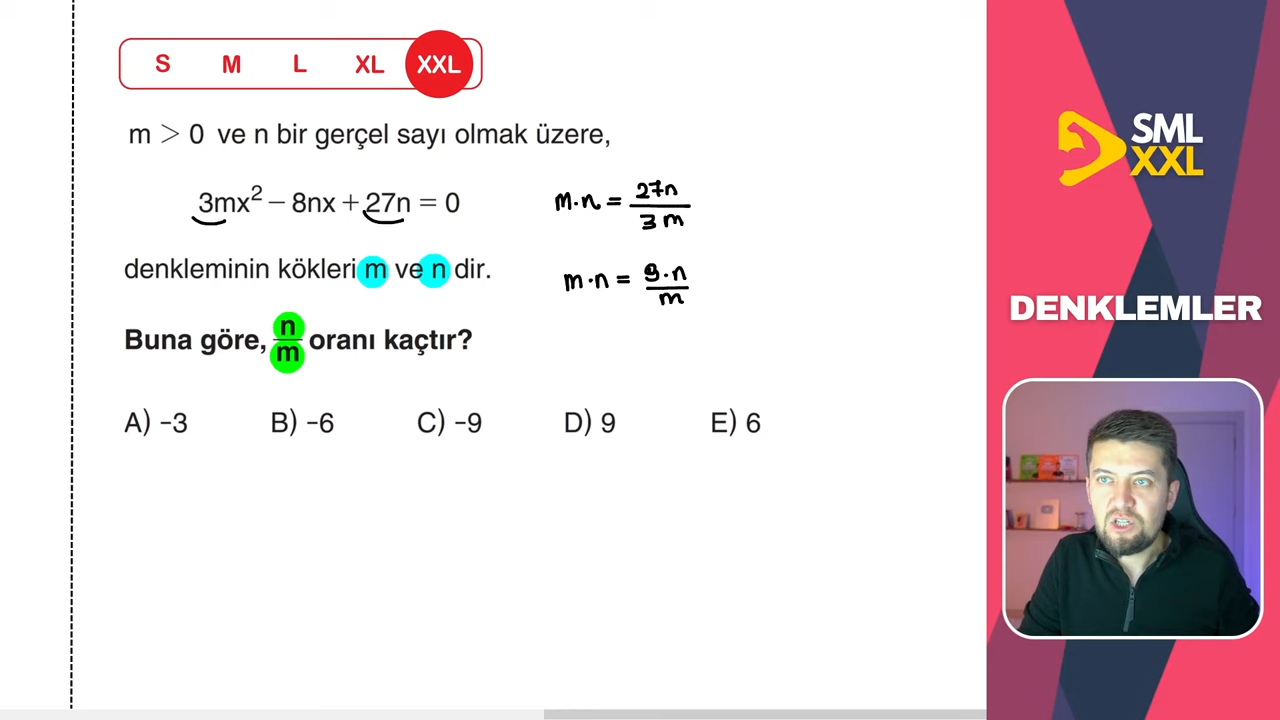 S M L XL XXL
m > 0 ve n bir gerçel sayı olmak üzere,
3mx² − 8nx + 27n = 0
denkleminin kökleri m ve n dir.
Buna göre, n/m oranı kaçtır?
A) −3 B) −6 C) −9 D) 9 E) 6
m·n = 27n/3m
m·n = 9·n/m
SML
XXL
DENKLEMLER